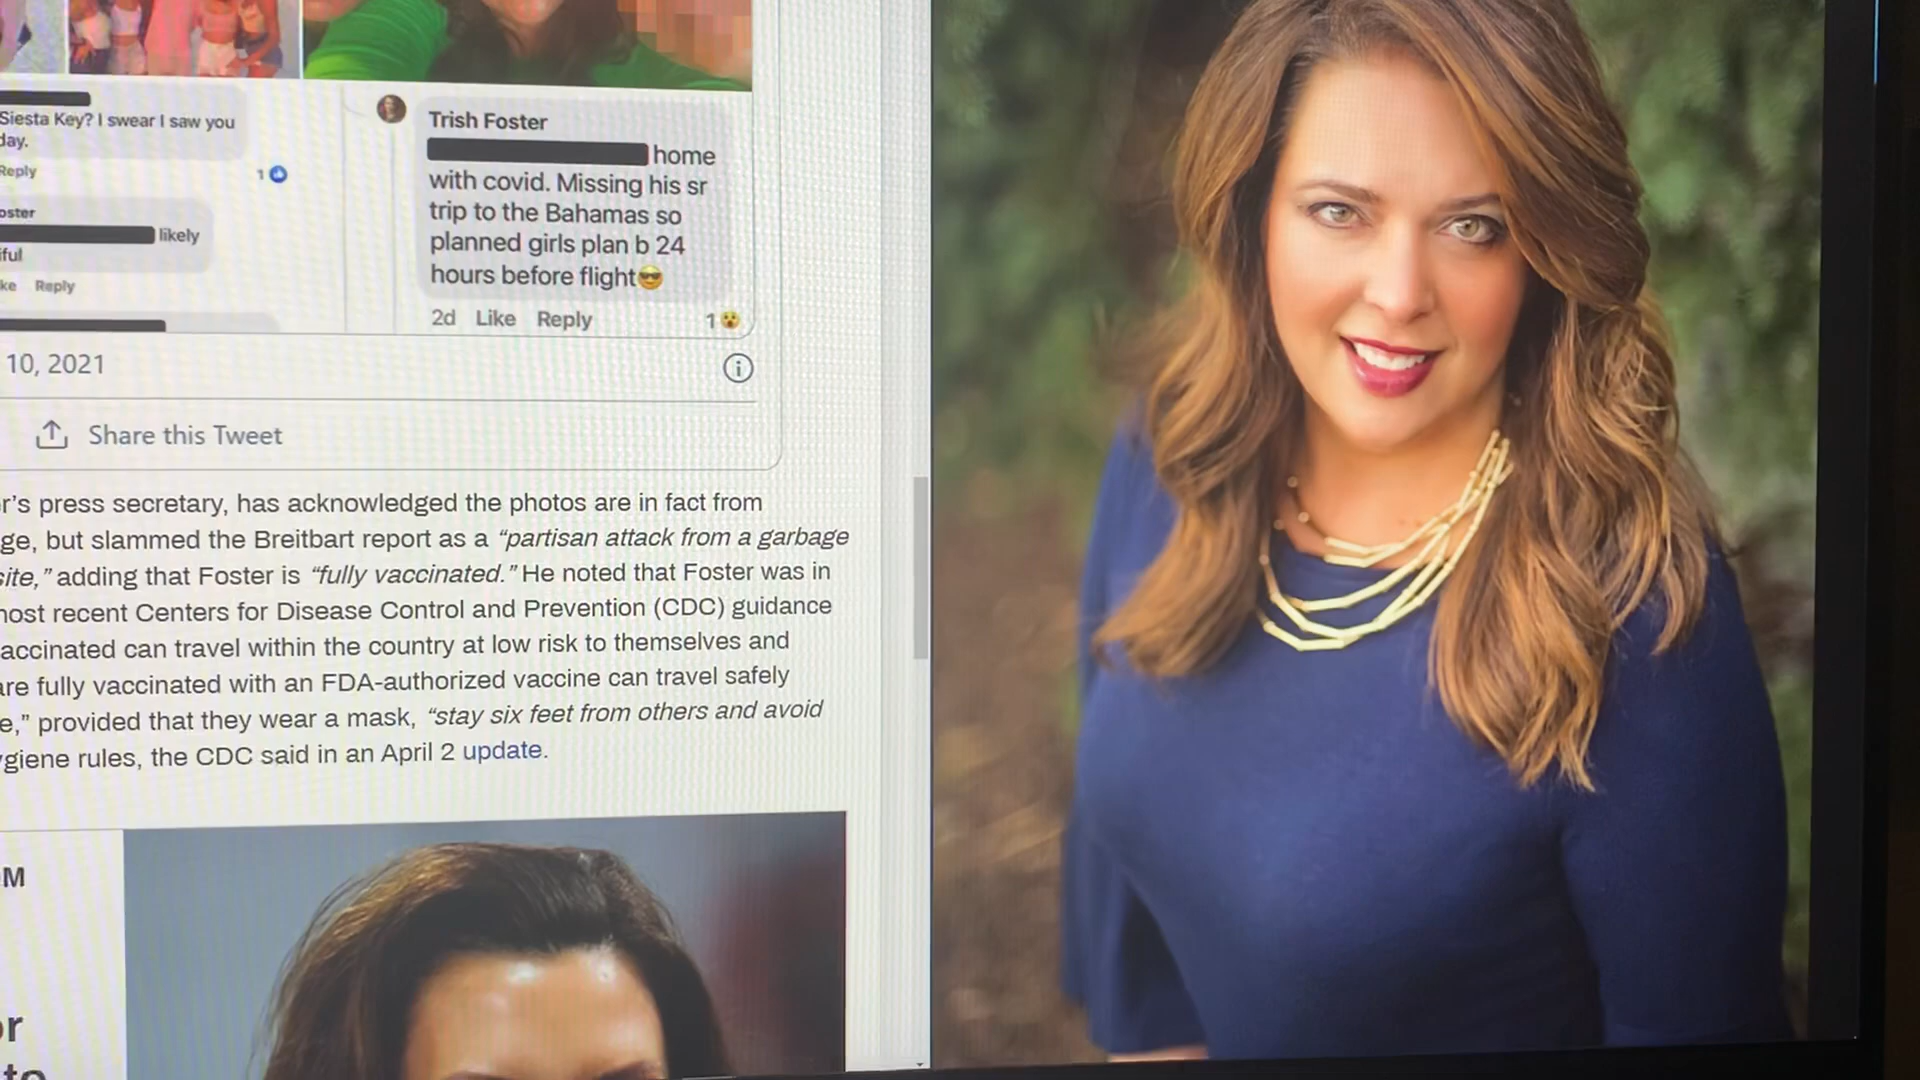 Siesta Key? I swear I saw you
day.
Reply
1
oster
likely
iful
ke Reply
Trish Foster
home
with covid. Missing his sr
trip to the Bahamas so
planned girls plan b 24
hours before flight😎
2d Like Reply
1
10, 2021
Share this Tweet
r's press secretary, has acknowledged the photos are in fact from
ge, but slammed the Breitbart report as a “partisan attack from a garbage
site,” adding that Foster is “fully vaccinated.” He noted that Foster was in
most recent Centers for Disease Control and Prevention (CDC) guidance
accinated can travel within the country at low risk to themselves and
are fully vaccinated with an FDA-authorized vaccine can travel safely
e,” provided that they wear a mask, “stay six feet from others and avoid
ygiene rules, the CDC said in an April 2 update.
M
or
to